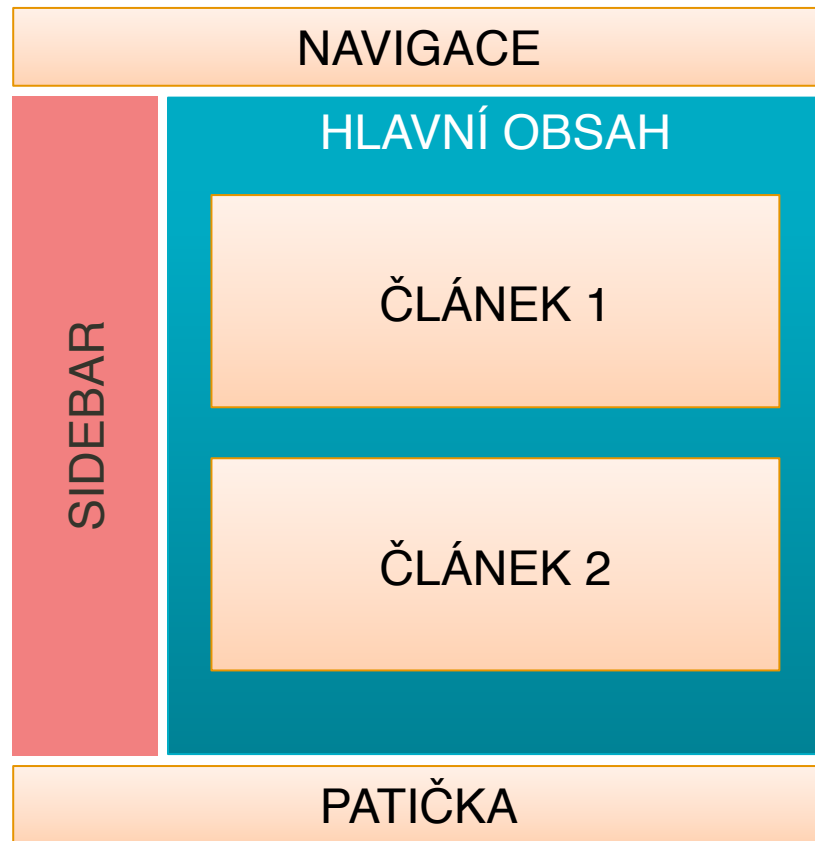 NAVIGACE
SIDEBAR
HLAVNÍ OBSAH
ČLÁNEK 1
ČLÁNEK 2
PATIČKA